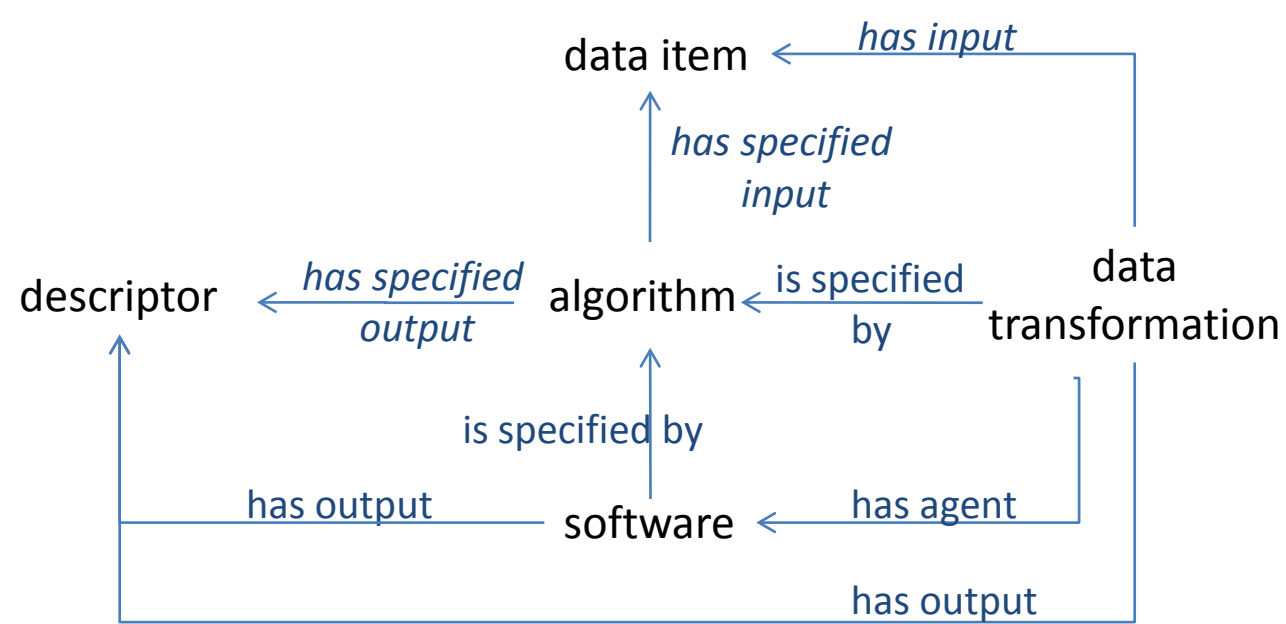 has input
data item
has specified
input
data
transformation
is specified
by
algorithm
has specified
output
descriptor
is specified by
has output
software
has agent
has output